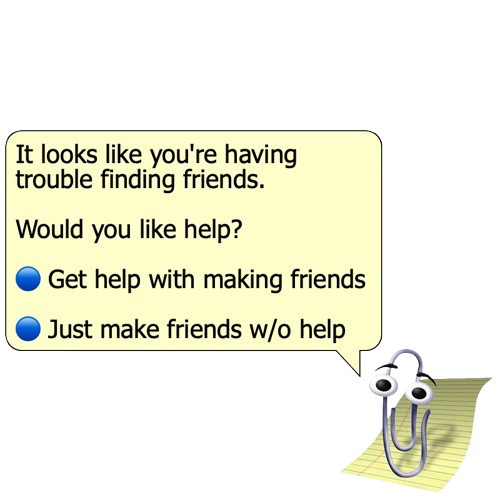 It looks like you're having
trouble finding friends.
Would you like help?
Get help with making friends
Just make friends w/o help